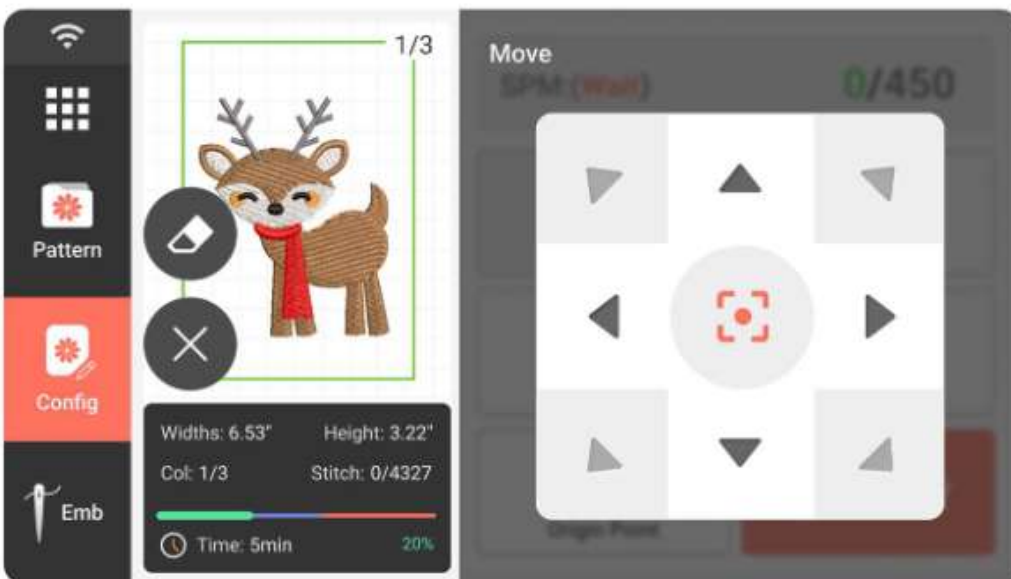 1/3
Move
SPM:(Wait)
0/450
Pattern
Config
Widths: 6.53" Height: 3.22"
Col: 1/3 Stitch: 0/4327
Emb
Time: 5min 20%
Origin Point